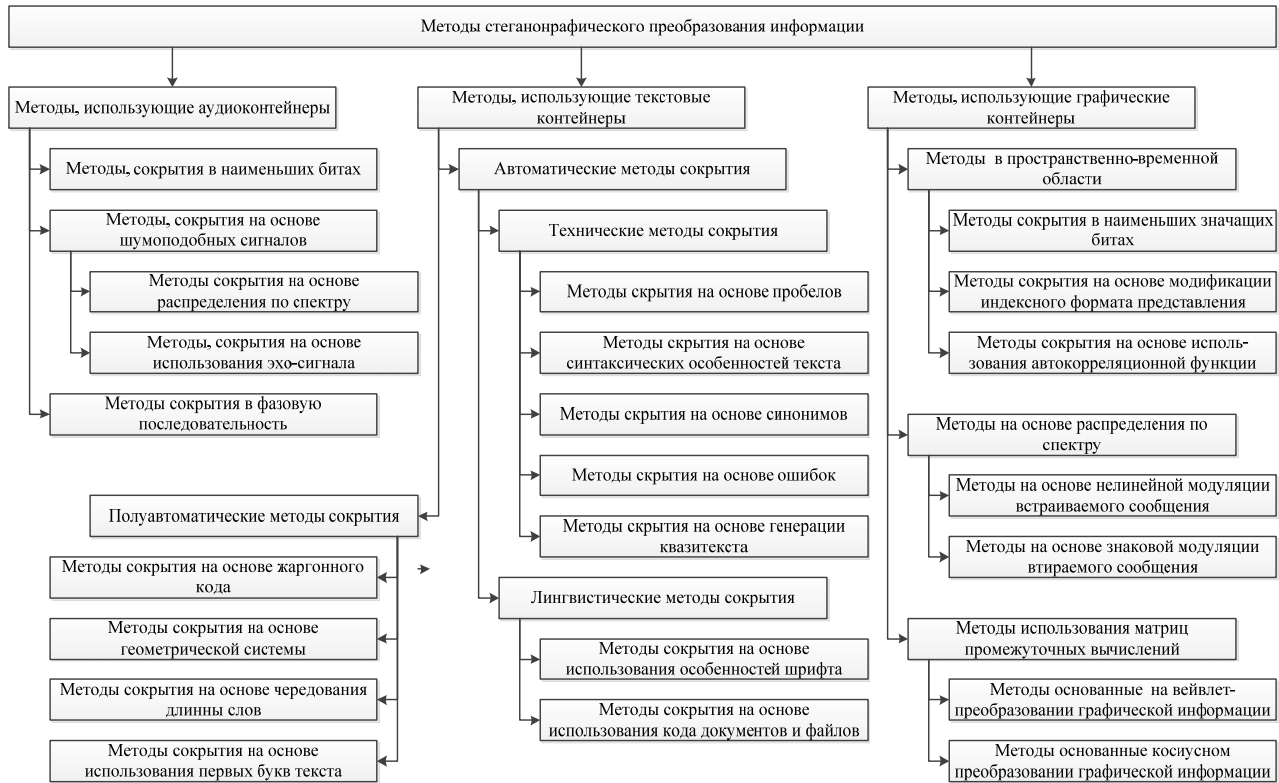 Методы стеганонрафического преобразования информации
Методы, использующие аудиоконтейнеры
Методы, сокрытия в наименьших битах
Методы, сокрытия на основе
шумоподобных сигналов
Методы сокрытия на основе
распределения по спектру
Методы, сокрытия на основе
использования эхо-сигнала
Методы сокрытия в фазовую
последовательность
Методы, использующие текстовые
контейнеры
Автоматические методы сокрытия
Технические методы сокрытия
Методы скрытия на основе пробелов
Методы скрытия на основе
синтаксических особенностей текста
Методы скрытия на основе синонимов
Методы скрытия на основе ошибок
Методы скрытия на основе генерации
квазитекста
Лингвистические методы сокрытия
Методы сокрытия на основе
использования особенностей шрифта
Методы сокрытия на основе
использования кода документов и файлов
Полуавтоматические методы сокрытия
Методы сокрытия на основе жаргонного
кода
Методы сокрытия на основе
геометрической системы
Методы сокрытия на основе чередования
длинны слов
Методы сокрытия на основе
использования первых букв текста
Методы, использующие графические
контейнеры
Методы в пространственно-временной
области
Методы сокрытия в наименьших значащих
битах
Методы сокрытия на основе модификации
индексного формата представления
Методы сокрытия на основе исполь-
зования автокорреляционной функции
Методы на основе распределения по
спектру
Методы на основе нелинейной модуляции
встраиваемого сообщения
Методы на основе знаковой модуляции
втираемого сообщения
Методы использования матриц
промежуточных вычислений
Методы основанные на вейвлет-
преобразовании графической информации
Методы основанные косиусном
преобразовании графической информации